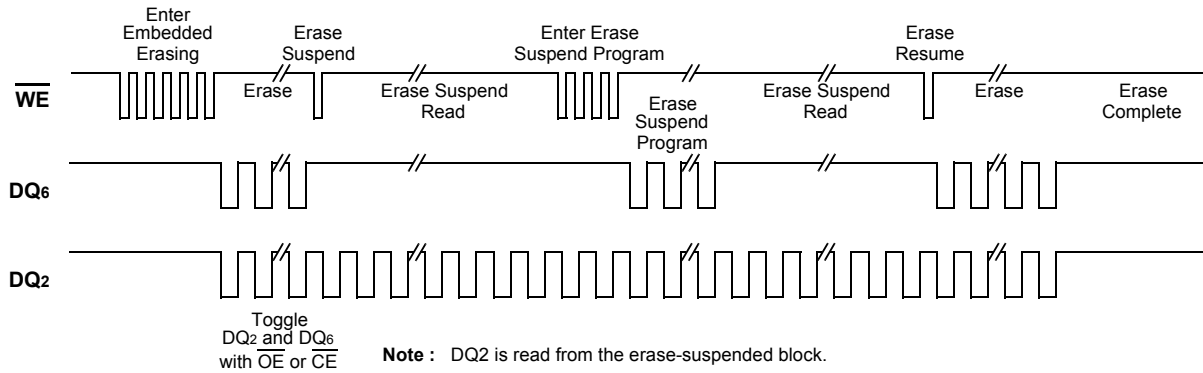 Enter
Embedded
Erasing
Erase
Suspend
Enter Erase
Suspend Program
Erase
Resume
WE
Erase
Erase Suspend
Read
Erase
Suspend
Program
Erase Suspend
Read
Erase
Erase
Complete
DQ6
DQ2
Toggle
DQ2 and DQ6
with OE or CE
Note : DQ2 is read from the erase-suspended block.